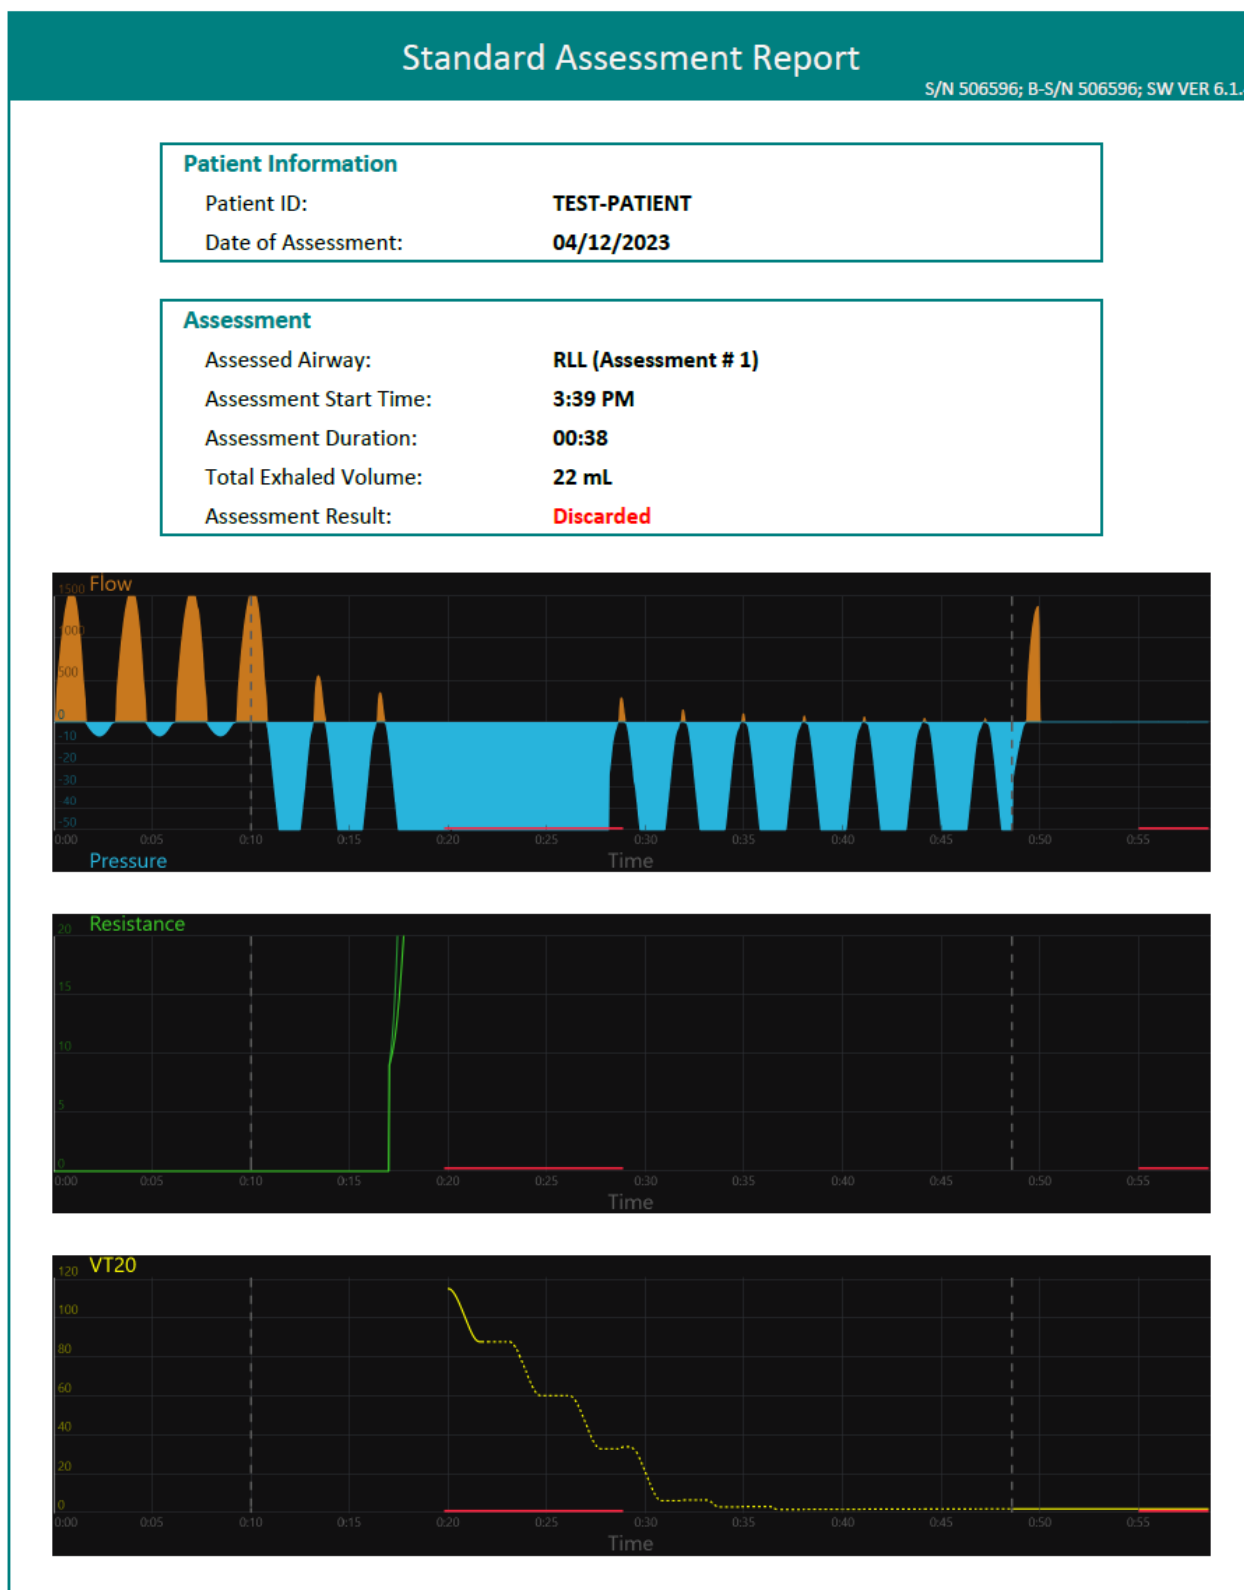 Standard Assessment Report
S/N 506596; B-S/N 506596; SW VER 6.1.
Patient Information
Patient ID: TEST-PATIENT
Date of Assessment: 04/12/2023
Assessment
Assessed Airway: RLL (Assessment # 1)
Assessment Start Time: 3:39 PM
Assessment Duration: 00:38
Total Exhaled Volume: 22 mL
Assessment Result: Discarded
1500 Flow
1000
500
0
-10
-20
-30
-40
-50
0:00 0:05 0:10 0:15 0:20 0:25 0:30 0:35 0:40 0:45 0:50 0:55
Pressure Time
20 Resistance
15
10
5
0
0:00 0:05 0:10 0:15 0:20 0:25 0:30 0:35 0:40 0:45 0:50 0:55
Time
120 VT20
100
80
60
40
20
0
0:00 0:05 0:10 0:15 0:20 0:25 0:30 0:35 0:40 0:45 0:50 0:55
Time